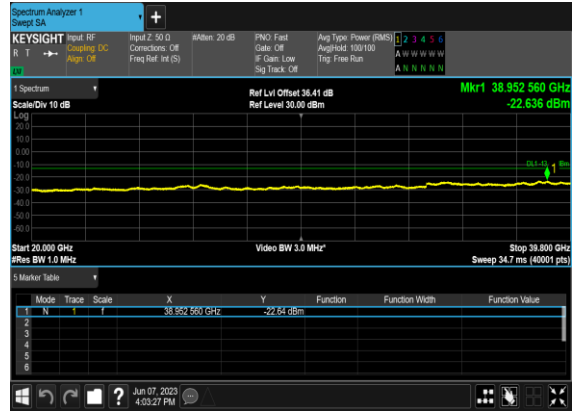 Spectrum Analyzer 1
Swept SA
KEYSIGHT Input: RF Input Z: 50 Ω #Atten: 20 dB PNO: Fast Avg Type: Power (RMS) 1 2 3 4 5 6
R T Coupling: DC Corrections: Off Gate: Off Avg|Hold: 100/100 A W W W W W
Align: Off Freq Ref: Int (S) IF Gain: Low Trig: Free Run
LW Sig Track: Off A N N N N N
1 Spectrum
Ref Lvl Offset 36.41 dB Mkr1 38.952 560 GHz
Scale/Div 10 dB Ref Level 30.00 dBm -22.636 dBm
Log
20.0
10.0
0.00
-10.0
DL1 -13
1
-20.0
-30.0
-40.0
-50.0
-60.0
Start 20.000 GHz Video BW 3.0 MHz* Stop 39.800 GHz
#Res BW 1.0 MHz Sweep 34.7 ms (40001 pts)
5 Marker Table
Mode Trace Scale X Y Function Function Width Function Value
1 N 1 f 38.952 560 GHz -22.64 dBm
2
3
4
5
6
? Jun 07, 2023
4:03:27 PM